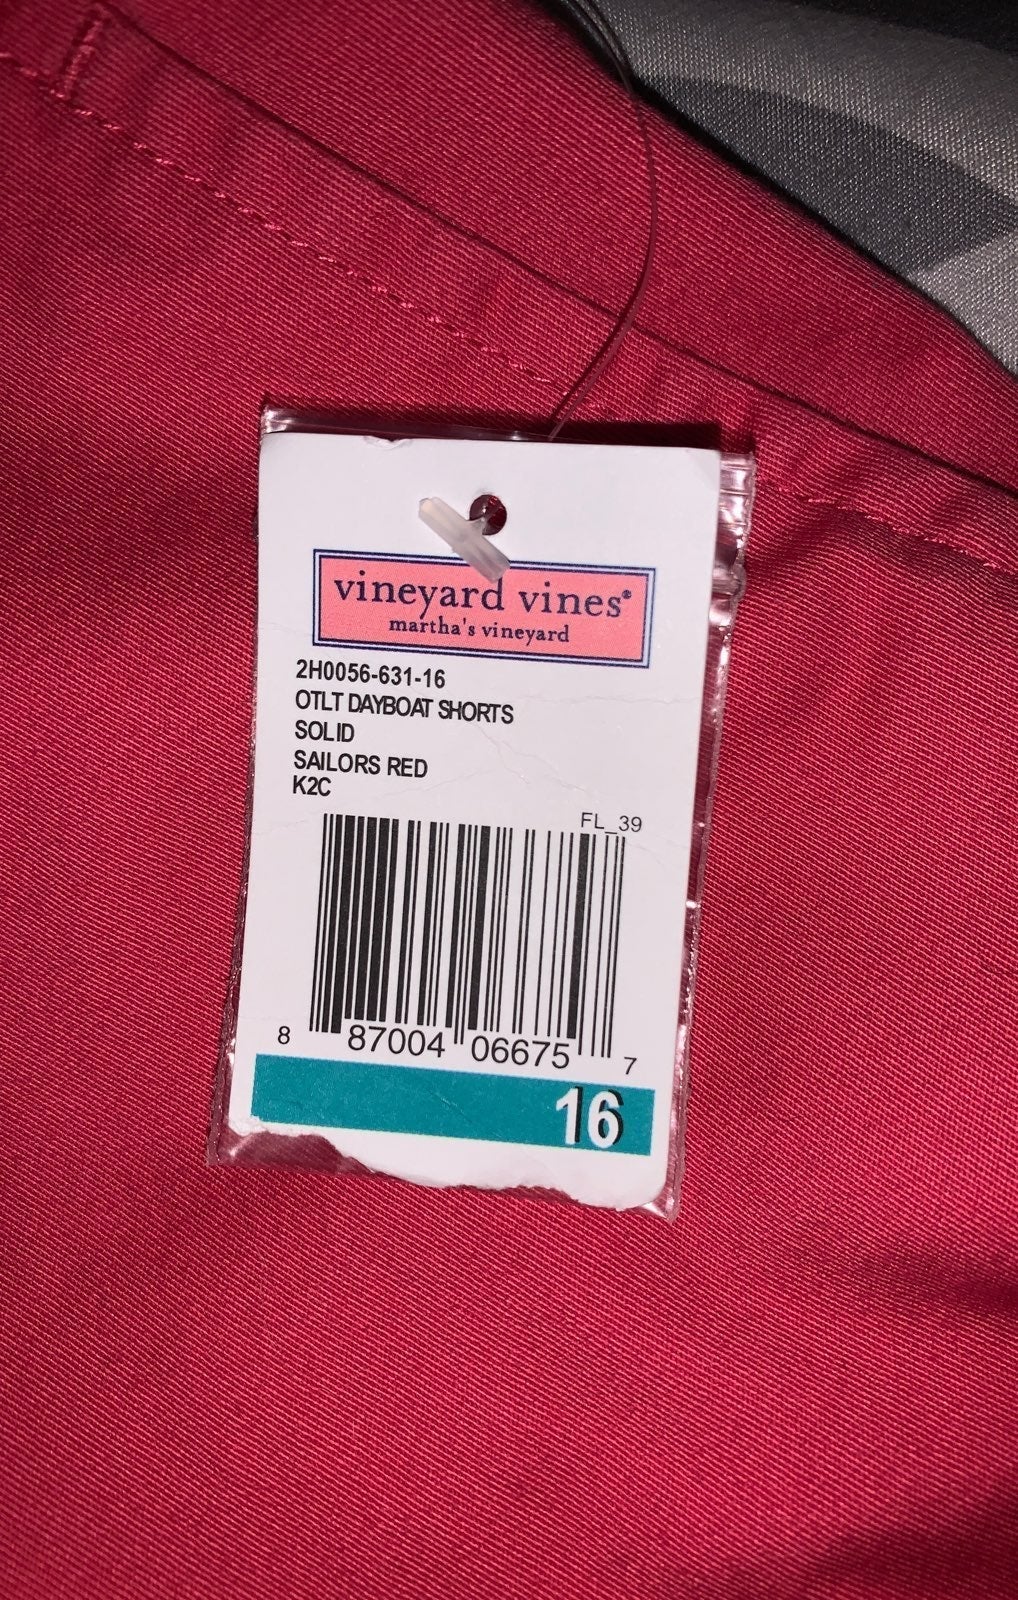 vineyard vines®
martha's vineyard
2H0056-631-16
OTLT DAYBOAT SHORTS
SOLID
SAILORS RED
K2C
FL_39
8 87004 06675 7
16